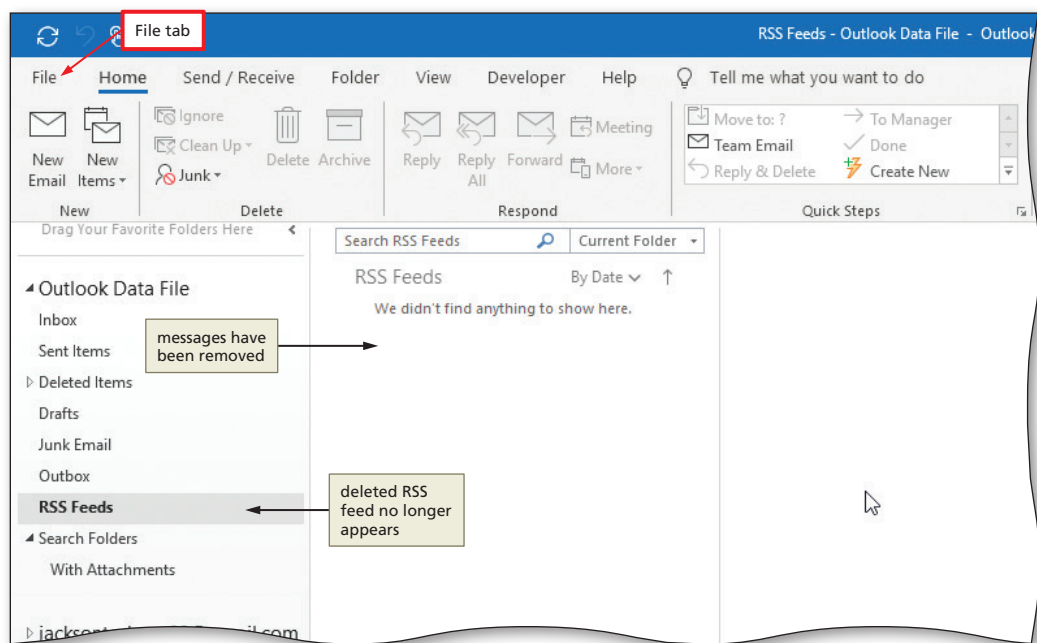 File tab
RSS Feeds - Outlook Data File - Outlook
File Home Send / Receive Folder View Developer Help Tell me what you want to do
New Email
New Items
New
Ignore
Clean Up
Junk
Delete
Archive
Delete
Reply
Reply All
Forward
Meeting
More
Respond
Move to: ?
Team Email
Reply & Delete
To Manager
Done
Create New
Quick Steps
Drag Your Favorite Folders Here
Outlook Data File
Inbox
Sent Items
Deleted Items
Drafts
Junk Email
Outbox
RSS Feeds
Search Folders
With Attachments
Search RSS Feeds Current Folder
RSS Feeds By Date
We didn't find anything to show here.
messages have
been removed
deleted RSS
feed no longer
appears